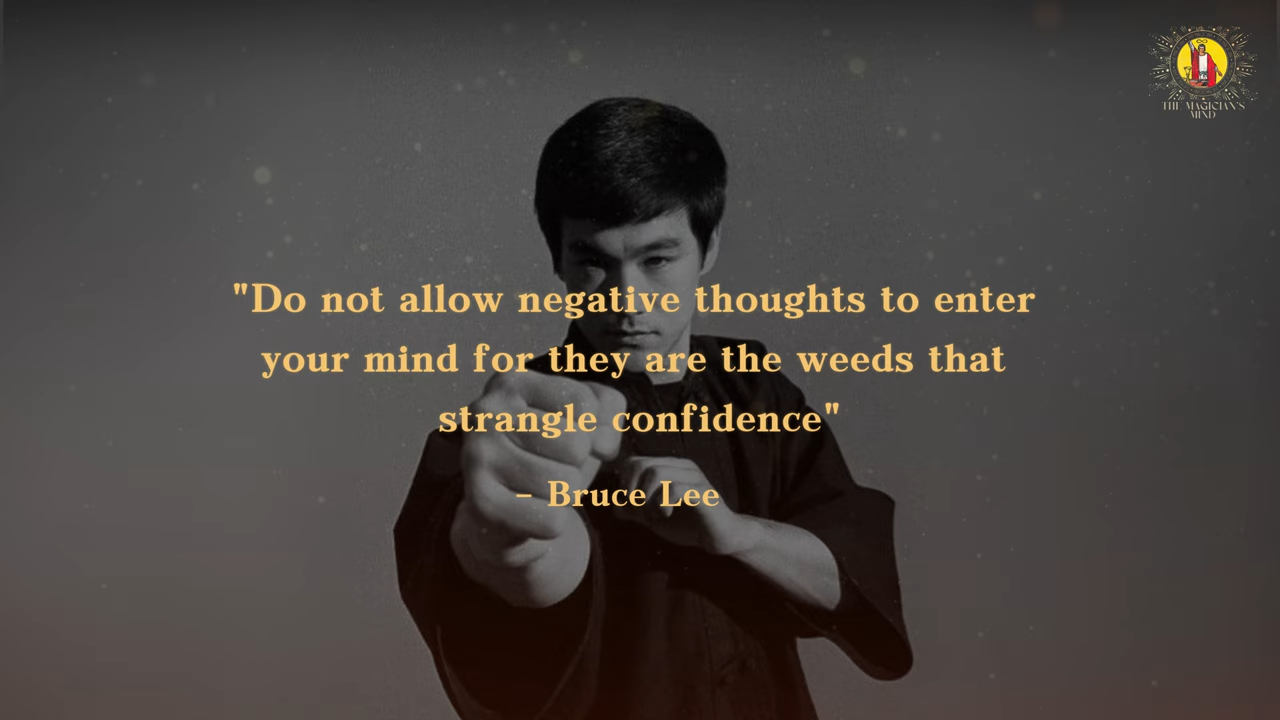 THE MAGICIAN'S
MIND
"Do not allow negative thoughts to enter
your mind for they are the weeds that
strangle confidence"
- Bruce Lee